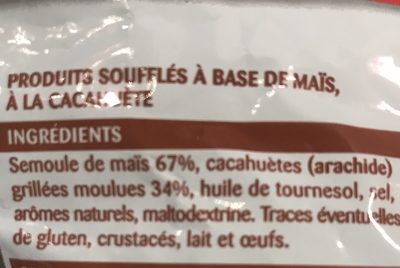 PRODUITS SOUFFLÉS À BASE DE MAÏS,
À LA CACAHUÈTE
INGRÉDIENTS
Semoule de maïs 67%, cacahuètes (arachide)
grillées moulues 34%, huile de tournesol, sel,
arômes naturels, maltodextrine. Traces éventuelles
de gluten, crustacés, lait et œufs.